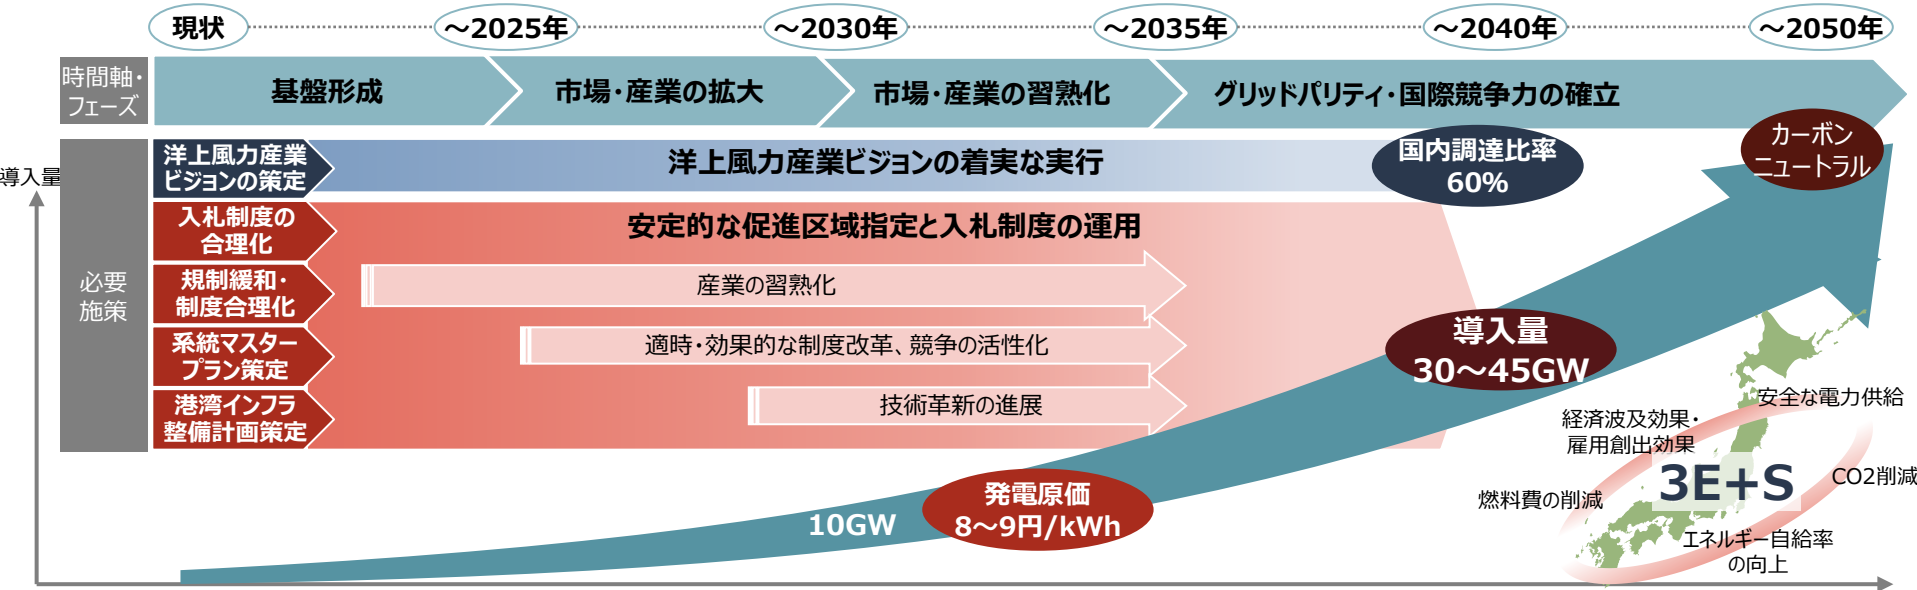 現状
～2025年
～2030年
～2035年
～2040年
～2050年
時間軸・
フェーズ
基盤形成
市場・産業の拡大
市場・産業の習熟化
グリッドパリティ・国際競争力の確立
カーボン
ニュートラル
導入量
必要
施策
洋上風力産業
ビジョンの策定
洋上風力産業ビジョンの着実な実行
国内調達比率
60%
入札制度の
合理化
安定的な促進区域指定と入札制度の運用
規制緩和・
制度合理化
産業の習熟化
系統マスター
プラン策定
適時・効果的な制度改革、競争の活性化
港湾インフラ
整備計画策定
技術革新の進展
導入量
30～45GW
10GW
発電原価
8～9円/kWh
安全な電力供給
経済波及効果・
雇用創出効果
3E+S
CO2削減
燃料費の削減
エネルギー自給率
の向上